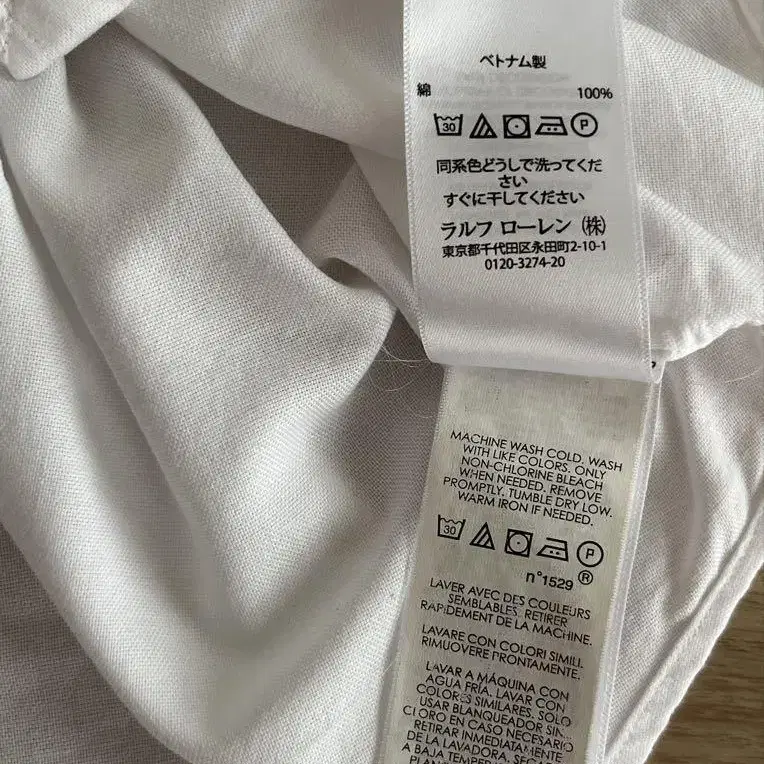 ベトナム製
綿 100%
30 P
同系色どうしで洗ってくだ
さい
すぐに干してください
ラルフ ローレン (株)
東京都千代田区永田町2-10-1
0120-3274-20
MACHINE WASH COLD. WASH
WITH LIKE COLORS. ONLY
NON-CHLORINE BLEACH
WHEN NEEDED. REMOVE
PROMPTLY. TUMBLE DRY LOW.
WARM IRON IF NEEDED.
30 P
n°1529 ®
LAVER AVEC DES COULEURS
SEMBLABLES. RETIRER
RAPIDEMENT DE LA MACHINE.
LAVARE CON COLORI SIMILI.
RIMUOVERE PRONTAMENTE.
LAVAR A MÁQUINA CON
AGUA FRÍA. LAVAR CON
COLORES SIMILARES. SOLO
USAR BLANQUEADOR SIN
CLORO EN CASO NECESARIO
RETIRAR INMEDIATAMENTE
DE LA LAVADORA. SECAR
A BAJA